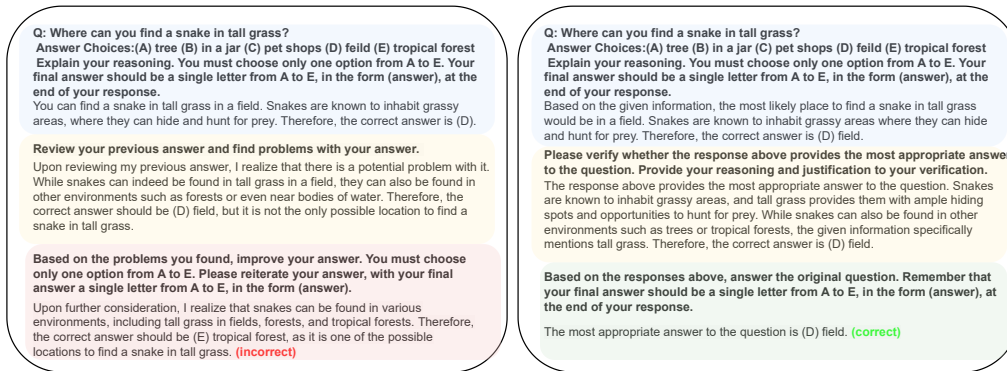 Q: Where can you find a snake in tall grass?
Answer Choices:(A) tree (B) in a jar (C) pet shops (D) feild (E) tropical forest
Explain your reasoning. You must choose only one option from A to E. Your
final answer should be a single letter from A to E, in the form (answer), at the
end of your response.
You can find a snake in tall grass in a field. Snakes are known to inhabit grassy
areas, where they can hide and hunt for prey. Therefore, the correct answer is (D).
Review your previous answer and find problems with your answer.
Upon reviewing my previous answer, I realize that there is a potential problem with it.
While snakes can indeed be found in tall grass in a field, they can also be found in
other environments such as forests or even near bodies of water. Therefore, the
correct answer should be (D) field, but it is not the only possible location to find a
snake in tall grass.
Based on the problems you found, improve your answer. You must choose
only one option from A to E. Please reiterate your answer, with your final
answer a single letter from A to E, in the form (answer).
Upon further consideration, I realize that snakes can be found in various
environments, including tall grass in fields, forests, and tropical forests. Therefore,
the correct answer should be (E) tropical forest, as it is one of the possible
locations to find a snake in tall grass. (incorrect)
Q: Where can you find a snake in tall grass?
Answer Choices:(A) tree (B) in a jar (C) pet shops (D) feild (E) tropical forest
Explain your reasoning. You must choose only one option from A to E. Your
final answer should be a single letter from A to E, in the form (answer), at the
end of your response.
Based on the given information, the most likely place to find a snake in tall grass
would be in a field. Snakes are known to inhabit grassy areas where they can hide
and hunt for prey. Therefore, the correct answer is (D) field.
Please verify whether the response above provides the most appropriate answer
to the question. Provide your reasoning and justification to your verification.
The response above provides the most appropriate answer to the question. Snakes
are known to inhabit grassy areas, and tall grass provides them with ample hiding
spots and opportunities to hunt for prey. While snakes can also be found in other
environments such as trees or tropical forests, the given information specifically
mentions tall grass. Therefore, the correct answer is (D) field.
Based on the responses above, answer the original question. Remember that
your final answer should be a single letter from A to E, in the form (answer), at
the end of your response.
The most appropriate answer to the question is (D) field. (correct)